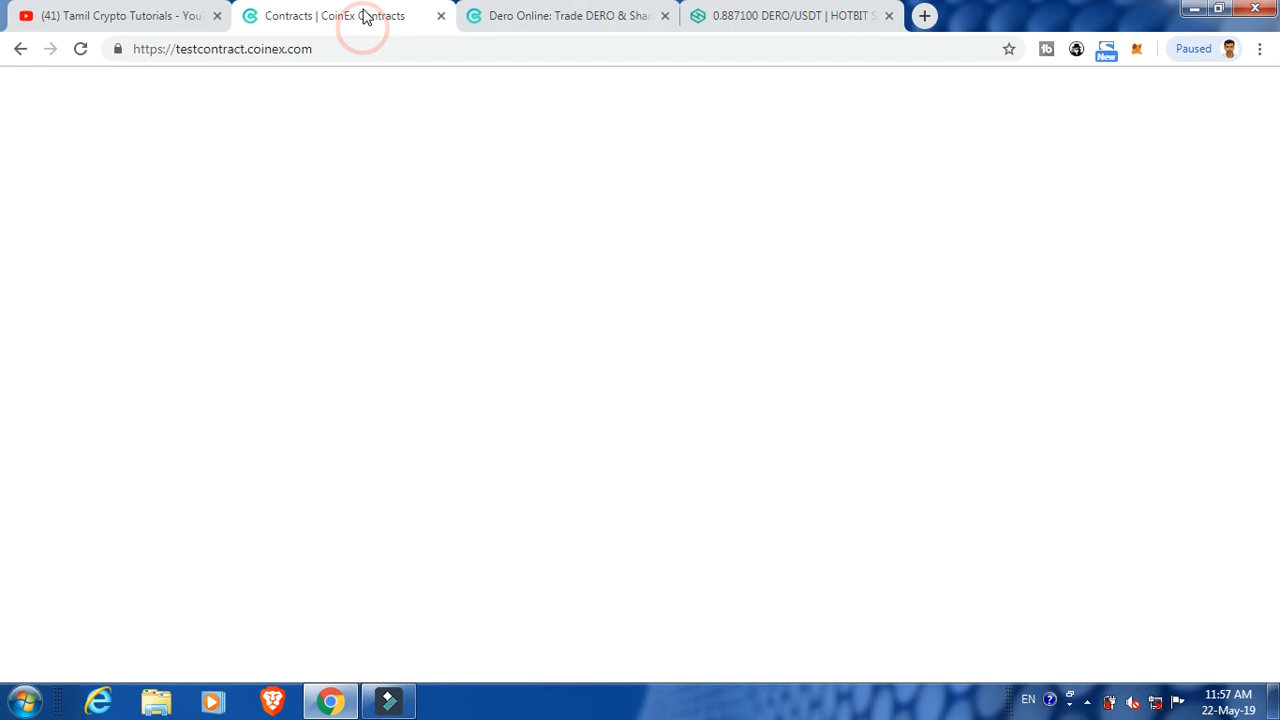 (41) Tamil Crypto Tutorials - You
Contracts | CoinEx Contracts
Dero Online, Trade DERO & Shar
0.887100 DERO/USDT | HOTBIT S
https://testcontract.coinex.com
New
Paused
EN
11:57 AM
22-May-19